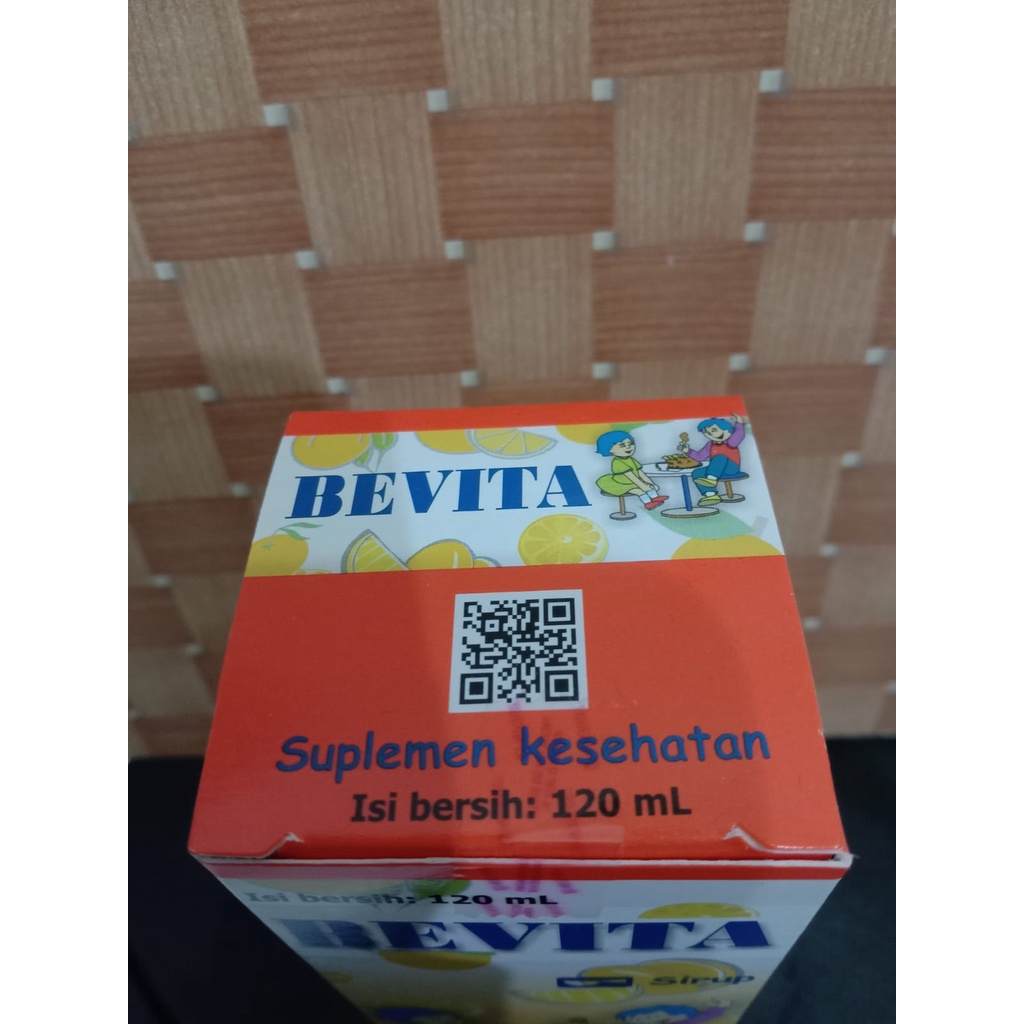 BEVITA
Suplemen kesehatan
Isi bersih: 120 mL
Isi bersih: 120 mL
BEVITA
Sirup